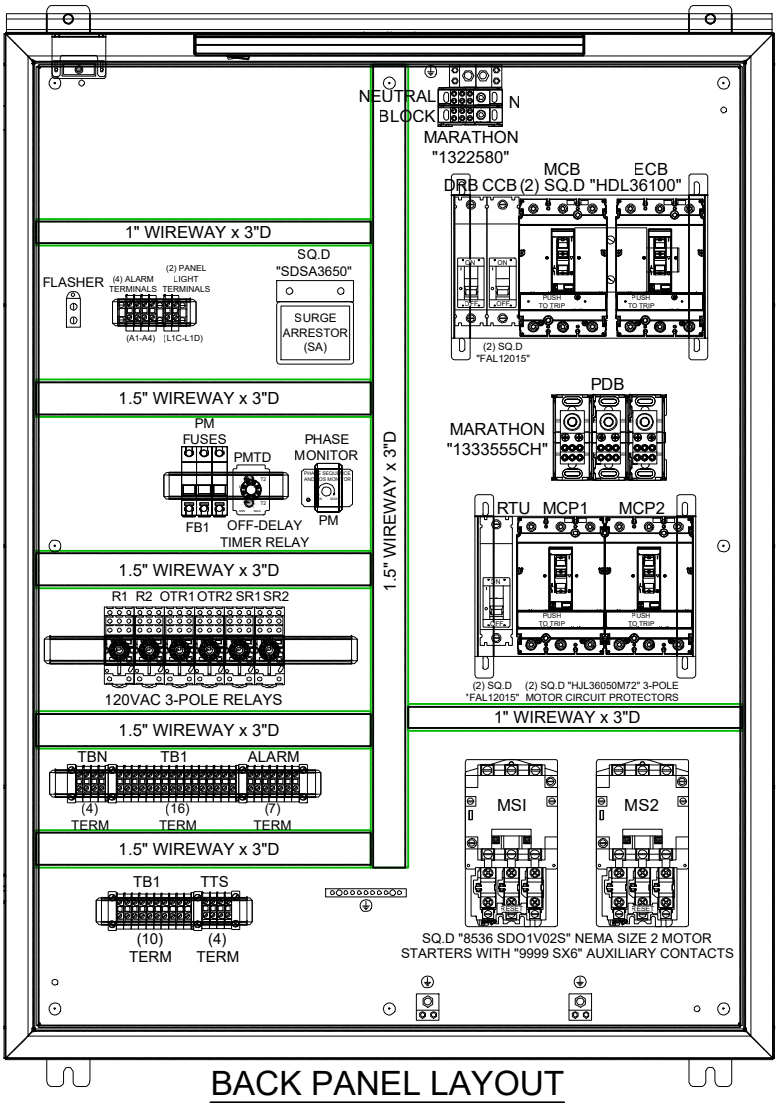 NEUTRAL
BLOCK
N
MARATHON
"1322580"
MCB
ECB
DRB CCB (2) SQ.D "HDL36100"
ON
ON
OFF
OFF
PUSH
TO TRIP
PUSH
TO TRIP
(2) SQ.D
"FAL12015"
1" WIREWAY x 3"D
FLASHER
(4) ALARM
TERMINALS
(A1-A4)
(2) PANEL
LIGHT
TERMINALS
(L1C-L1D)
SQ.D
"SDSA3650"
SURGE
ARRESTOR
(SA)
1.5" WIREWAY x 3"D
PDB
MARATHON
"1333555CH"
PM
FUSES
FB1
PMTD
OFF-DELAY
TIMER RELAY
PHASE
MONITOR
PHASE SEQUENCE
PM
1.5" WIREWAY x 3"D
1.5" WIREWAY x 3"D
RTU MCP1 MCP2
ON
OFF
PUSH
TO TRIP
PUSH
TO TRIP
(2) SQ.D
"FAL12015"
(2) SQ.D "HJL36050M72" 3-POLE
MOTOR CIRCUIT PROTECTORS
R1 R2 OTR1 OTR2 SR1 SR2
120VAC 3-POLE RELAYS
1.5" WIREWAY x 3"D
1" WIREWAY x 3"D
TBN
TB1
ALARM
(4)
TERM
(16)
TERM
(7)
TERM
1.5" WIREWAY x 3"D
MSI
MS2
RESET
RESET
SQ.D "8536 SDO1V02S" NEMA SIZE 2 MOTOR
STARTERS WITH "9999 SX6" AUXILIARY CONTACTS
TB1
TTS
(10)
TERM
(4)
TERM
BACK PANEL LAYOUT